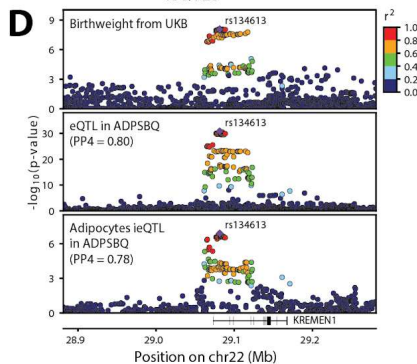 D
Birthweight from UKB
rs134613
r²
1.0
0.8
0.6
0.4
0.2
0.0
9
6
3
0
eQTL in ADPSBQ
(PP4 = 0.80)
rs134613
30
20
10
0
-log₁₀(p-value)
Adipocytes ieQTL
in ADPSBQ
(PP4 = 0.78)
rs134613
6
4
2
0
KREMEN1
28.9 29.0 29.1 29.2
Position on chr22 (Mb)